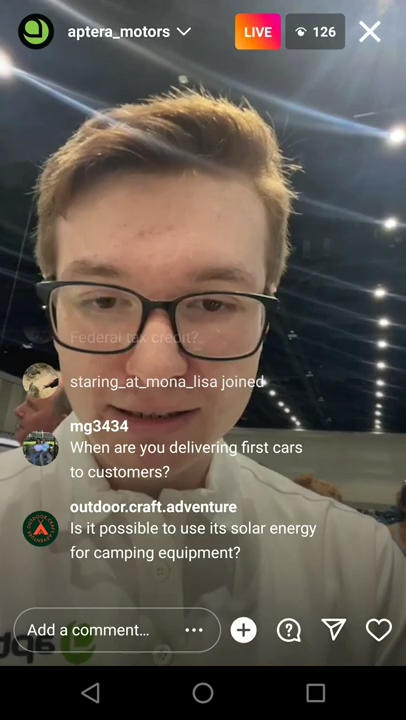 aptera_motors
LIVE
126
Federal tax credit?
staring_at_mona_lisa joined
mg3434
When are you delivering first cars
to customers?
outdoor.craft.adventure
Is it possible to use its solar energy
for camping equipment?
Add a comment...